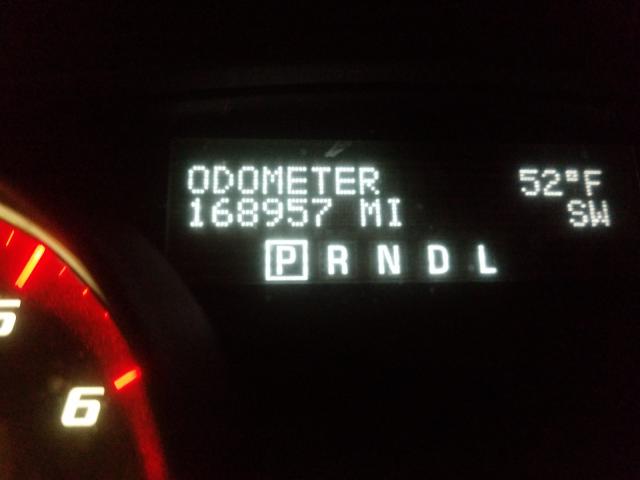 ODOMETER 52°F
168957 MI SW
P R N D L
5
6